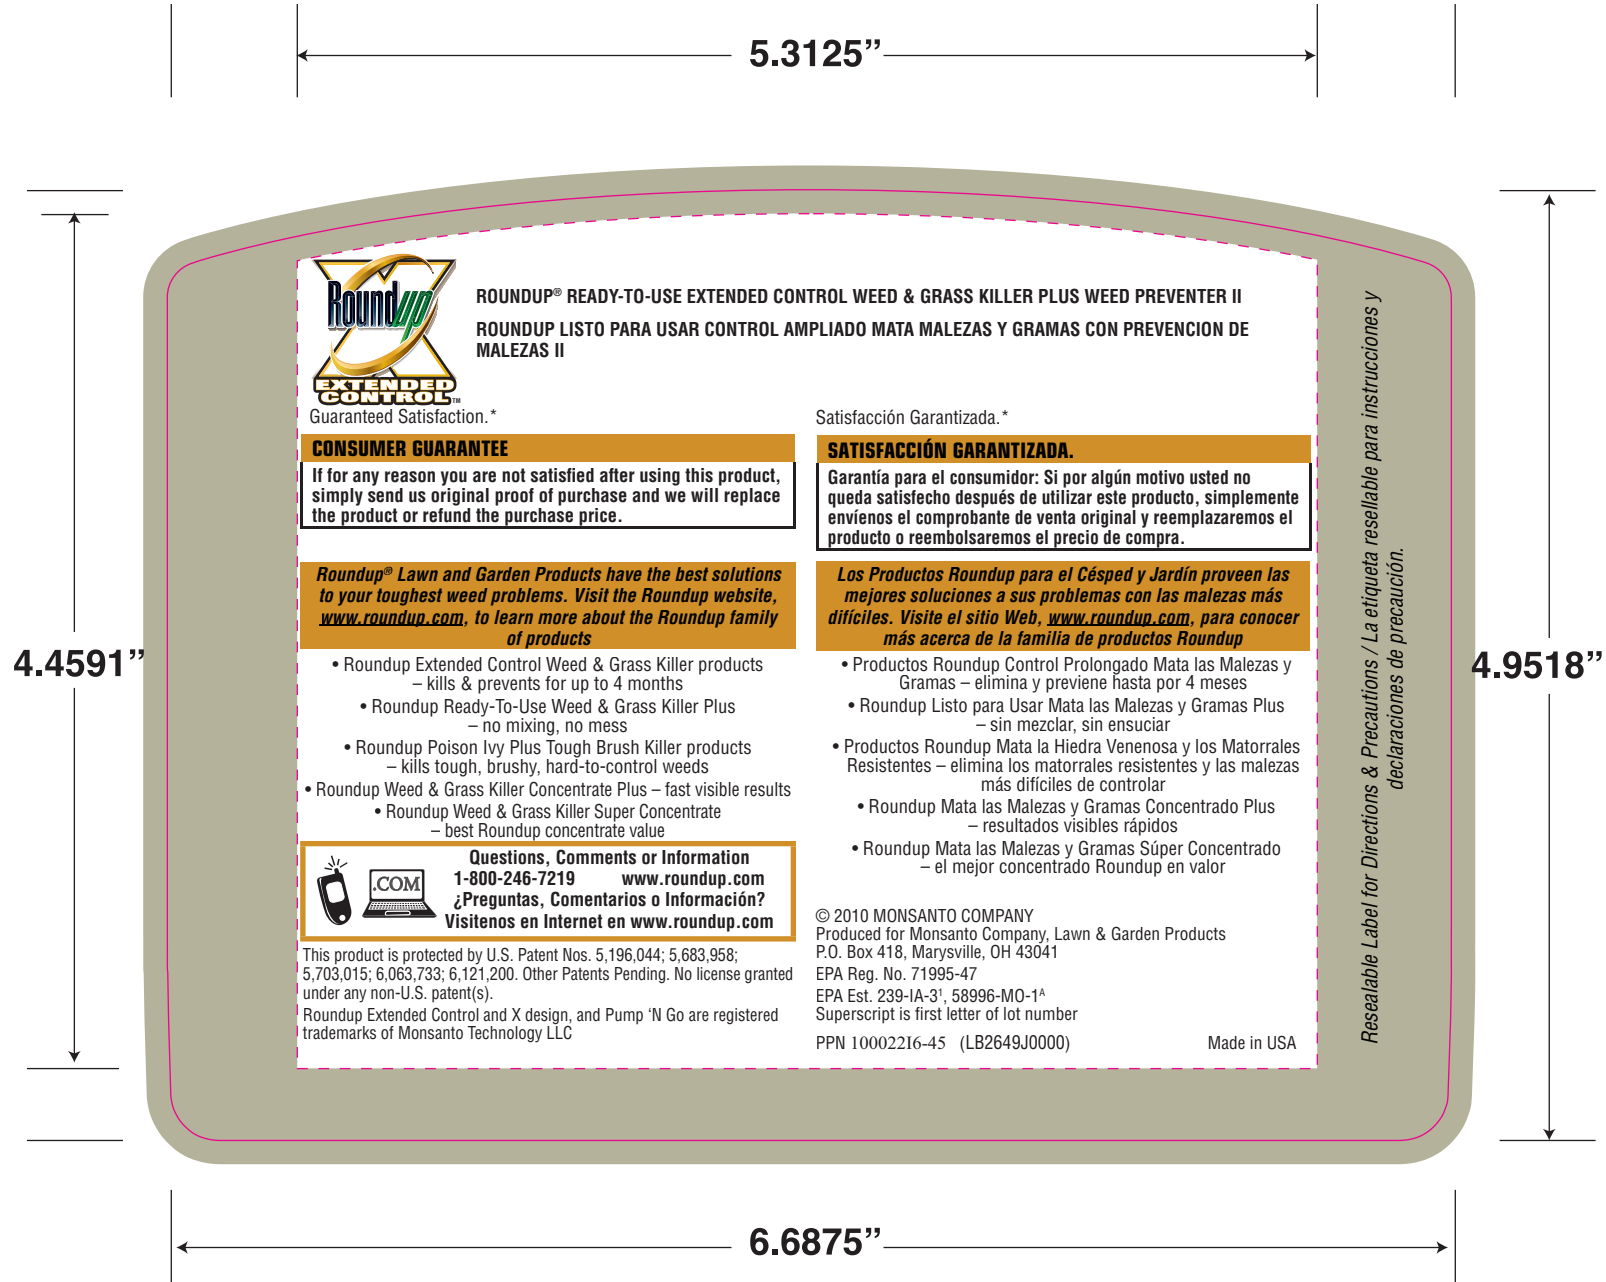 5.3125”
Roundup
EXTENDED
CONTROL™
ROUNDUP® READY-TO-USE EXTENDED CONTROL WEED & GRASS KILLER PLUS WEED PREVENTER II
ROUNDUP LISTO PARA USAR CONTROL AMPLIADO MATA MALEZAS Y GRAMAS CON PREVENCION DE
MALEZAS II
Guaranteed Satisfaction.*
CONSUMER GUARANTEE
If for any reason you are not satisfied after using this product,
simply send us original proof of purchase and we will replace
the product or refund the purchase price.
Roundup® Lawn and Garden Products have the best solutions
to your toughest weed problems. Visit the Roundup website,
www.roundup.com, to learn more about the Roundup family
of products
• Roundup Extended Control Weed & Grass Killer products
– kills & prevents for up to 4 months
• Roundup Ready-To-Use Weed & Grass Killer Plus
– no mixing, no mess
• Roundup Poison Ivy Plus Tough Brush Killer products
– kills tough, brushy, hard-to-control weeds
• Roundup Weed & Grass Killer Concentrate Plus – fast visible results
• Roundup Weed & Grass Killer Super Concentrate
– best Roundup concentrate value
.COM
Questions, Comments or Information
1-800-246-7219 www.roundup.com
¿Preguntas, Comentarios o Información?
Visitenos en Internet en www.roundup.com
This product is protected by U.S. Patent Nos. 5,196,044; 5,683,958;
5,703,015; 6,063,733; 6,121,200. Other Patents Pending. No license granted
under any non-U.S. patent(s).
Roundup Extended Control and X design, and Pump ‘N Go are registered
trademarks of Monsanto Technology LLC
Satisfacción Garantizada.*
SATISFACCIÓN GARANTIZADA.
Garantía para el consumidor: Si por algún motivo usted no
queda satisfecho después de utilizar este producto, simplemente
envíenos el comprobante de venta original y reemplazaremos el
producto o reembolsaremos el precio de compra.
Los Productos Roundup para el Césped y Jardín proveen las
mejores soluciones a sus problemas con las malezas más
difíciles. Visite el sitio Web, www.roundup.com, para conocer
más acerca de la familia de productos Roundup
• Productos Roundup Control Prolongado Mata las Malezas y
Gramas – elimina y previene hasta por 4 meses
• Roundup Listo para Usar Mata las Malezas y Gramas Plus
– sin mezclar, sin ensuciar
• Productos Roundup Mata la Hiedra Venenosa y los Matorrales
Resistentes – elimina los matorrales resistentes y las malezas
más difíciles de controlar
• Roundup Mata las Malezas y Gramas Concentrado Plus
– resultados visibles rápidos
• Roundup Mata las Malezas y Gramas Súper Concentrado
– el mejor concentrado Roundup en valor
© 2010 MONSANTO COMPANY
Produced for Monsanto Company, Lawn & Garden Products
P.O. Box 418, Marysville, OH 43041
EPA Reg. No. 71995-47
EPA Est. 239-IA-3¹, 58996-MO-1ᴬ
Superscript is first letter of lot number
PPN 100022I6-45 (LB2649J0000) Made in USA
Resealable Label for Directions & Precautions / La etiqueta resellable para instrucciones y
declaraciones de precaución.
4.4591”
4.9518”
6.6875”